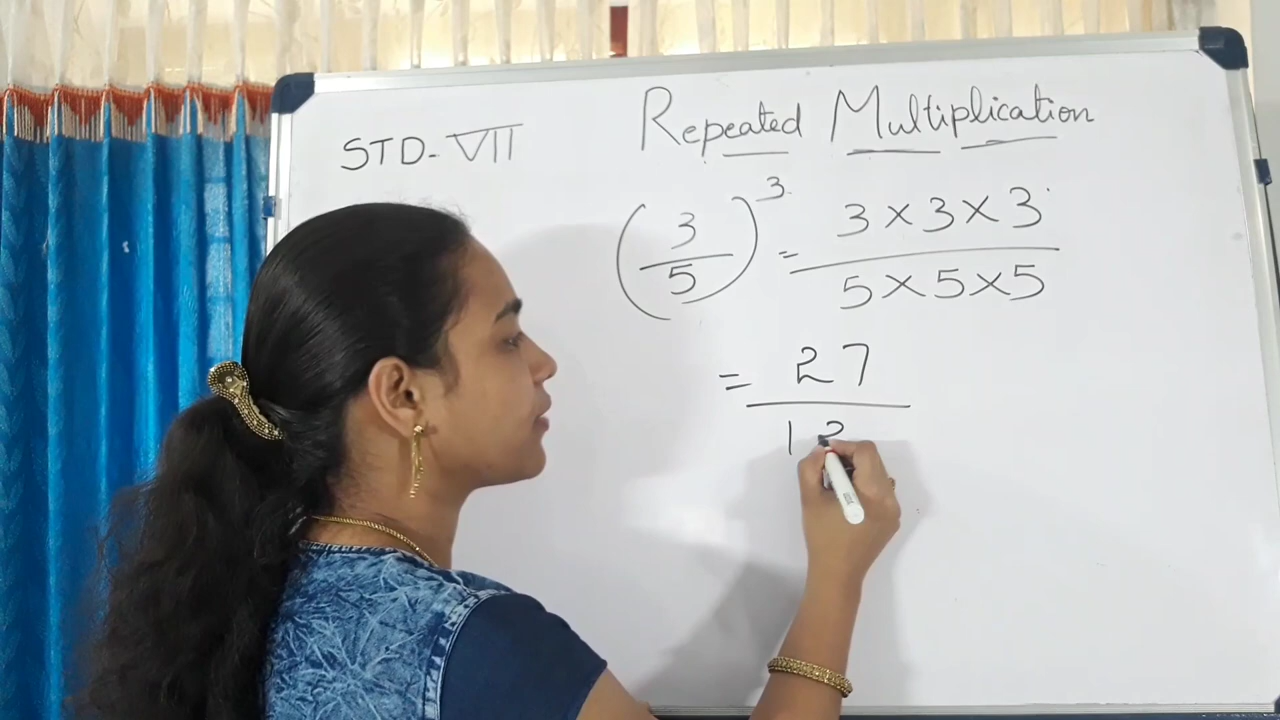 STD-VII
Repeated Multiplication
(3/5)^3. = 3×3×3/5×5×5
= 27/12